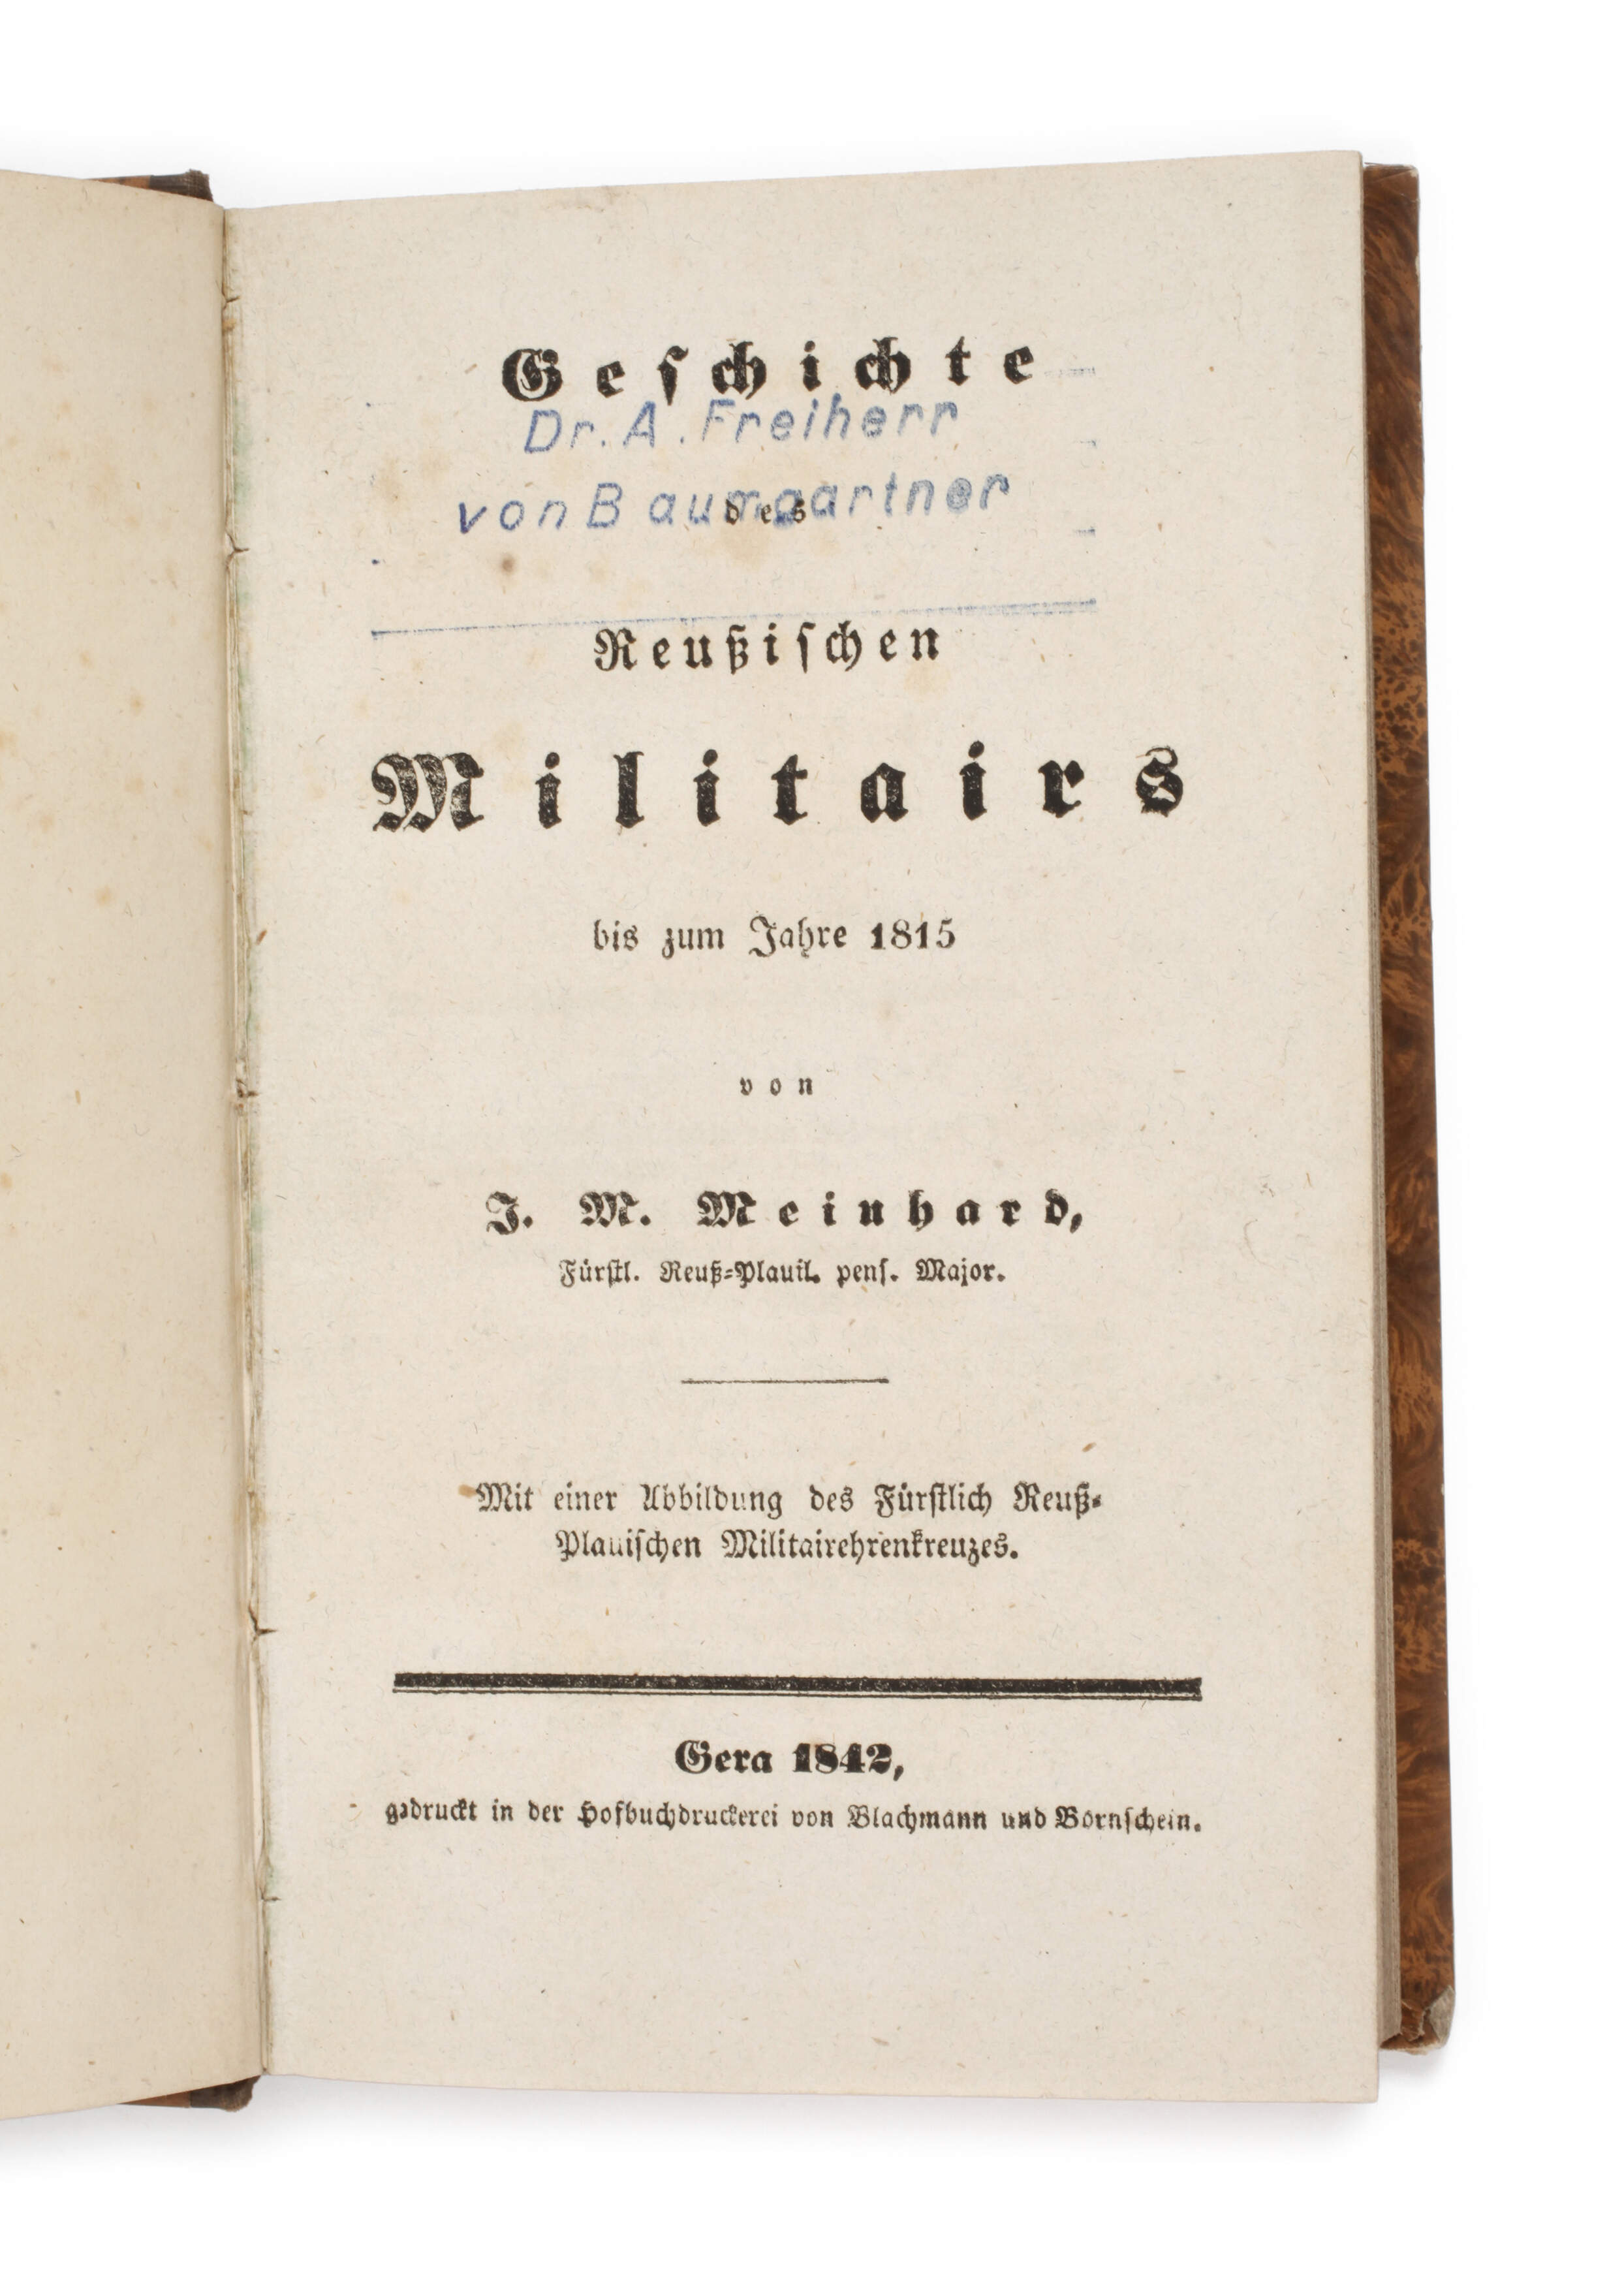 Geschichte
Dr. A. Freiherr
von Baumgartner
des
Reußischen
Militairs
bis zum Jahre 1815
von
J. M. Meinhard,
Fürstl. Reuß-Plauil. pens. Major.
Mit einer Abbildung des Fürstlich Reuß-
Plauischen Militairehrenkreuzes.
Gera 1842,
gedruckt in der Hofbuchdruckerei von Blachmann und Bornschein.